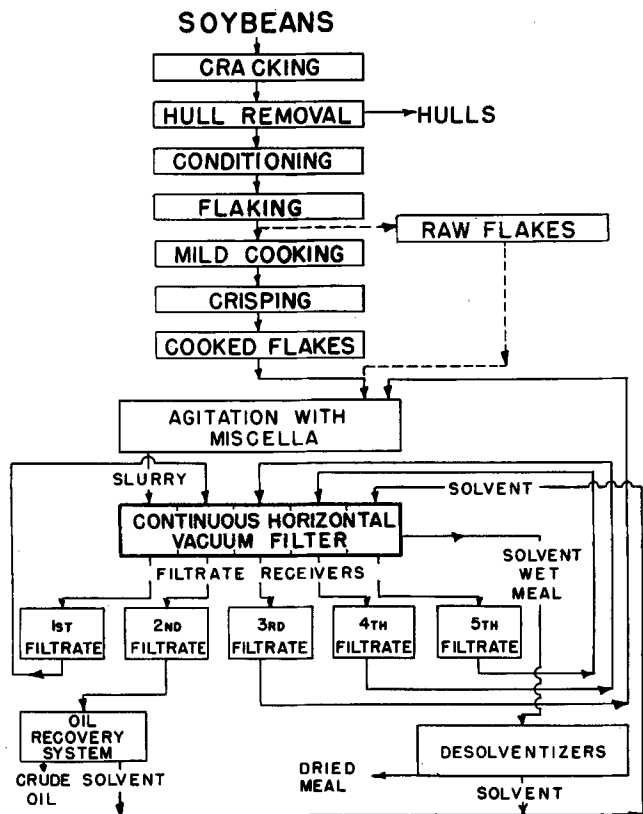 SOYBEANS
CRACKING
HULL REMOVAL
HULLS
CONDITIONING
FLAKING
RAW FLAKES
MILD COOKING
CRISPING
COOKED FLAKES
AGITATION WITH
MISCELLA
SLURRY
SOLVENT
CONTINUOUS HORIZONTAL
VACUUM FILTER
SOLVENT
WET
MEAL
FILTRATE RECEIVERS
1ST
FILTRATE
2ND
FILTRATE
3RD
FILTRATE
4TH
FILTRATE
5TH
FILTRATE
OIL
RECOVERY
SYSTEM
DESOLVENTIZERS
CRUDE
OIL
SOLVENT
DRIED
MEAL
SOLVENT